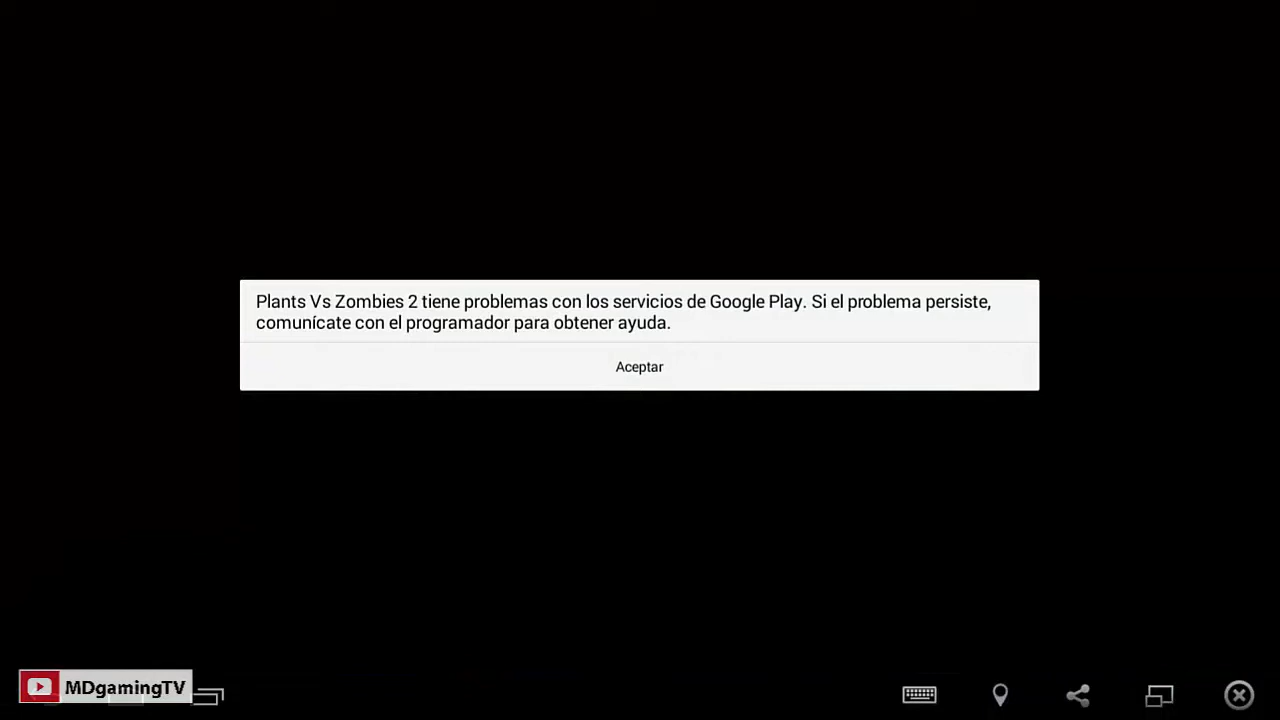 Plants Vs Zombies 2 tiene problemas con los servicios de Google Play. Si el problema persiste,
comunícate con el programador para obtener ayuda.
Aceptar
MDgamingTV